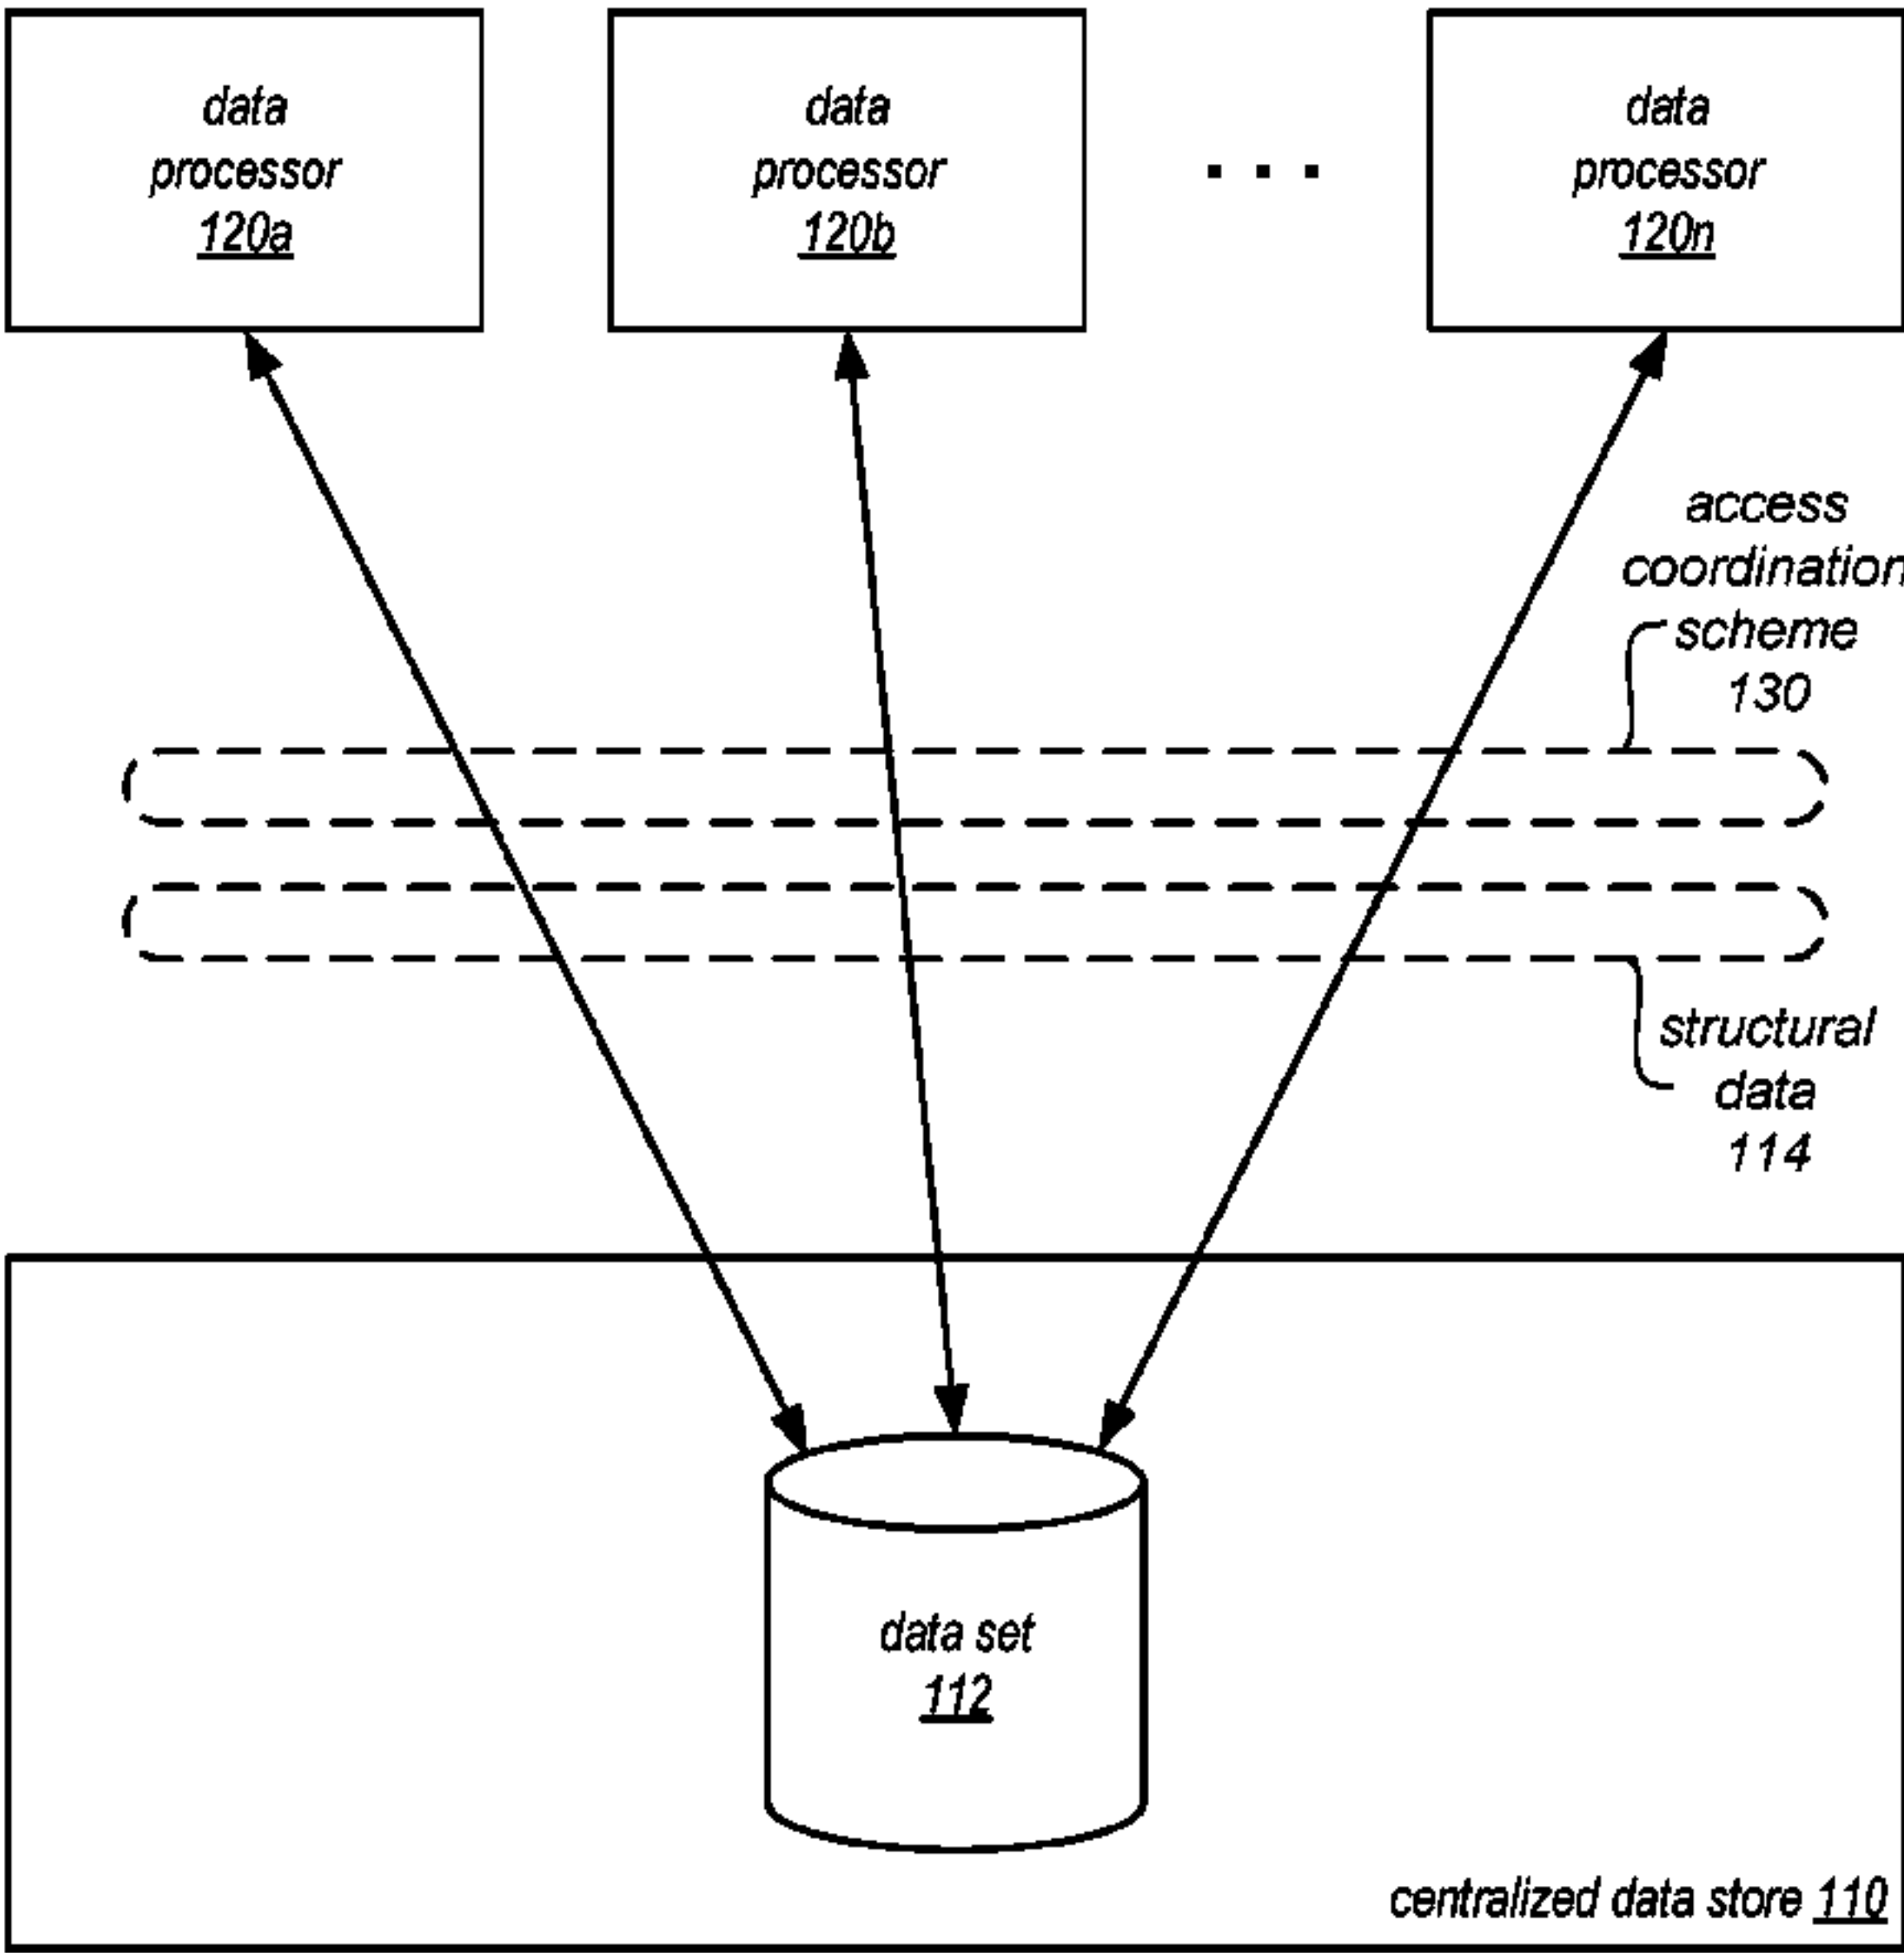 data
processor
120a
data
processor
120b
. . .
data
processor
120n
access
coordination
scheme
130
structural
data
114
data set
112
centralized data store 110